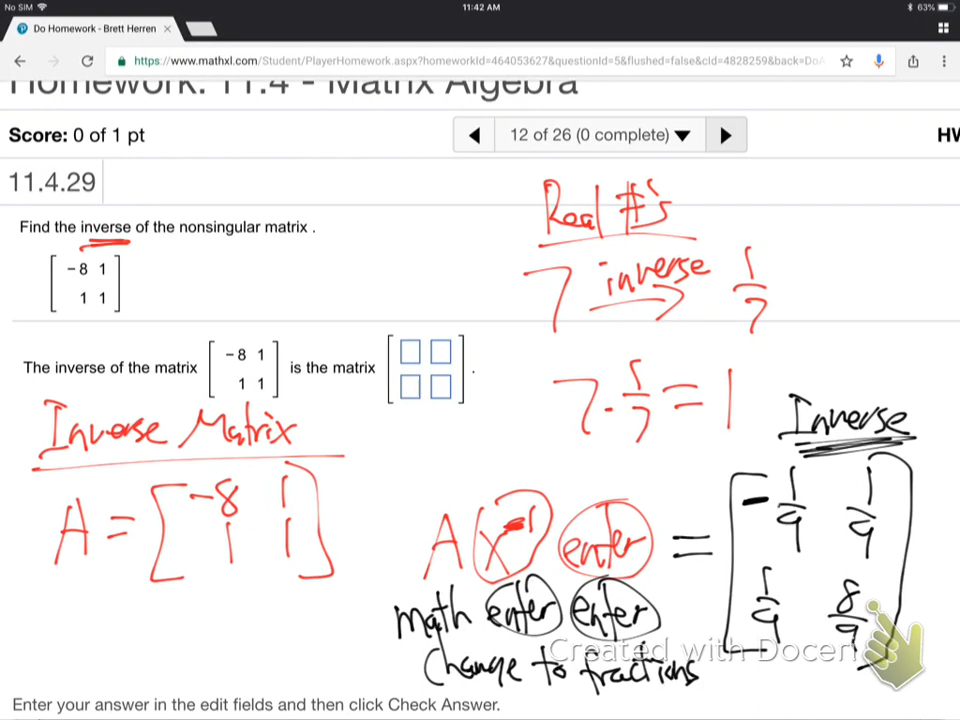 No SIM 11:42 AM 63%
Do Homework - Brett Herren ×
https://www.mathxl.com/Student/PlayerHomework.aspx?homeworkId=464053627&questionId=5&flushed=false&cId=4828259&back=DoA
Homework: 11.4 - Matrix Algebra
Score: 0 of 1 pt 12 of 26 (0 complete) HW
11.4.29
Real #'s
Find the inverse of the nonsingular matrix .
-8 1
1 1
7 inverse 1/7
The inverse of the matrix [ -8 1 is the matrix .
1 1 ]
7 · 1/7 = 1
Inverse
Inverse Matrix
A = [ -8 1
1 1 ]
A x⁻¹ enter = [ -1/9 1/9
1/9 8/9 ]
math enter enter
Created with Docer
Change to fractions
Enter your answer in the edit fields and then click Check Answer.